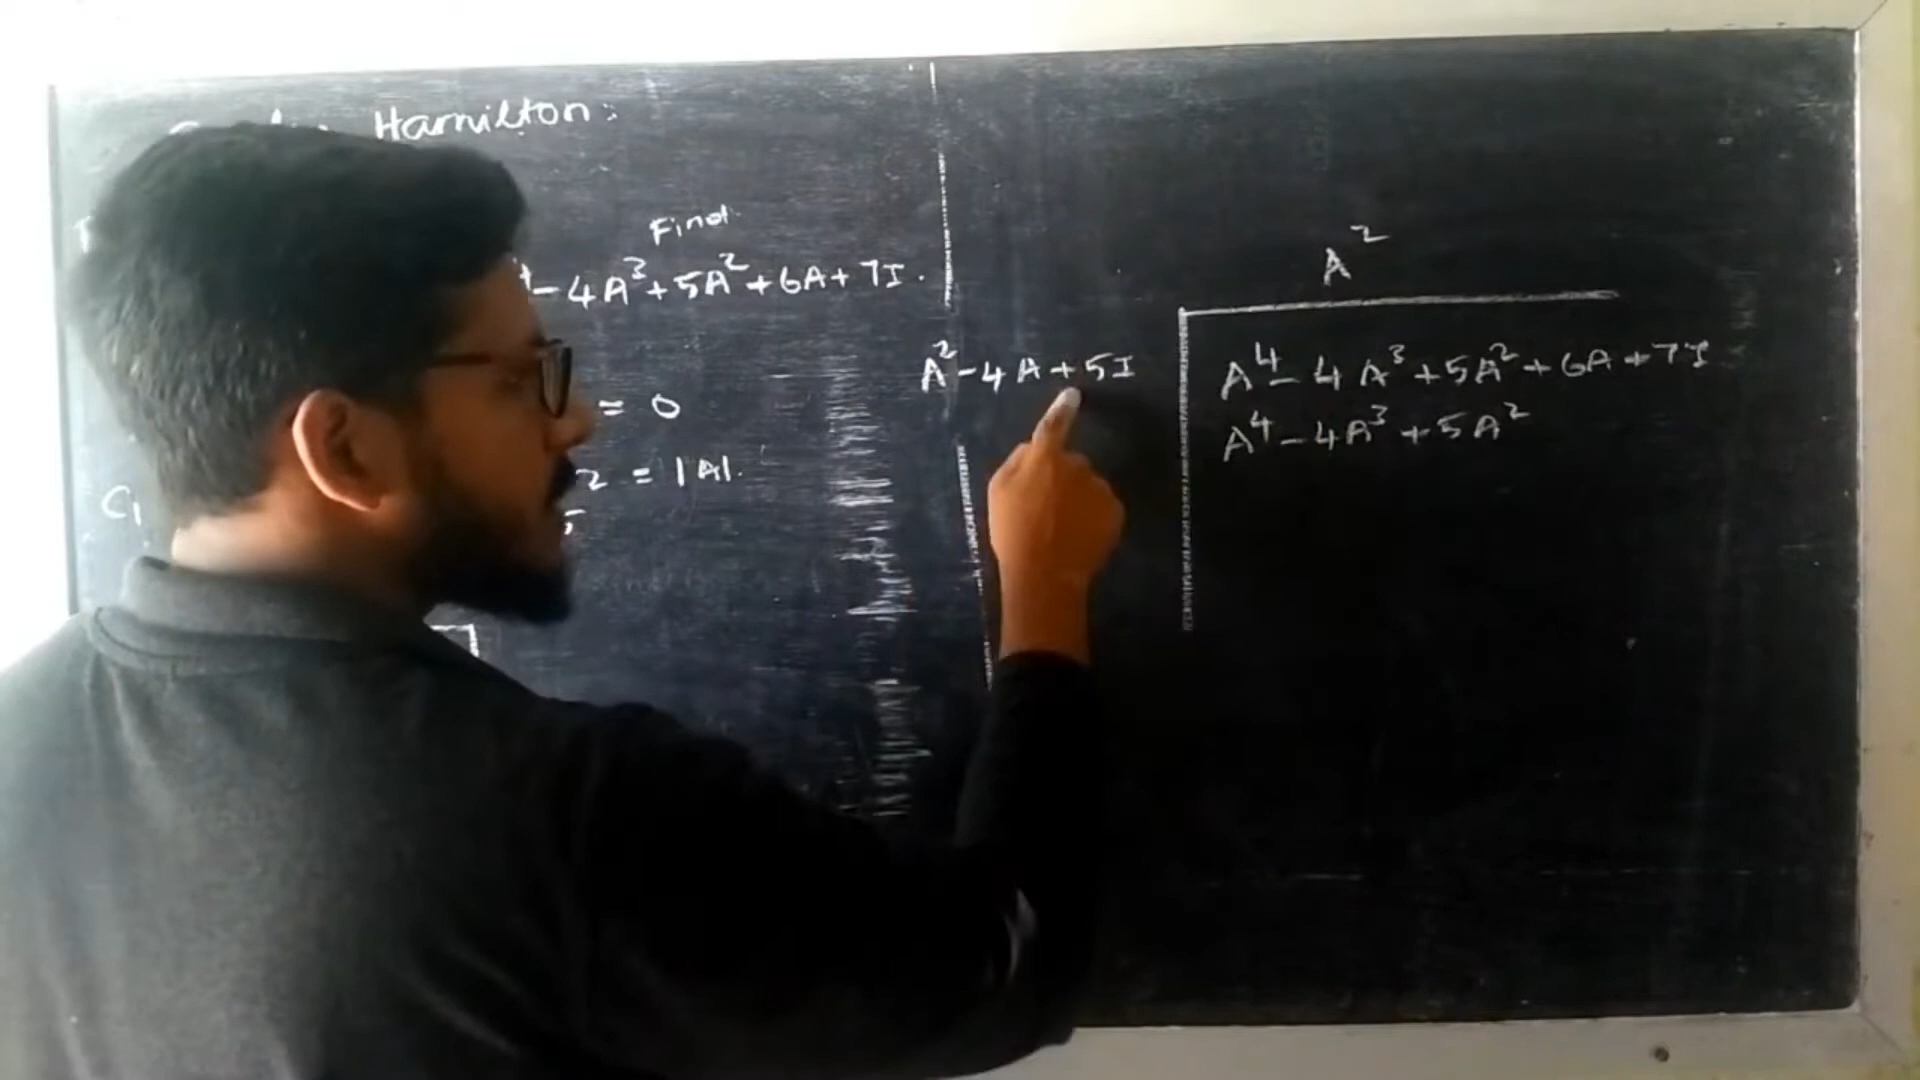 Hamilton:
Find.
- 4A³ + 5A² + 6A + 7I.
= 0
2 = |A|.
C₁
A²
A² - 4A + 5I
A⁴ - 4A³ + 5A² + 6A + 7I
A⁴ - 4A³ + 5A²